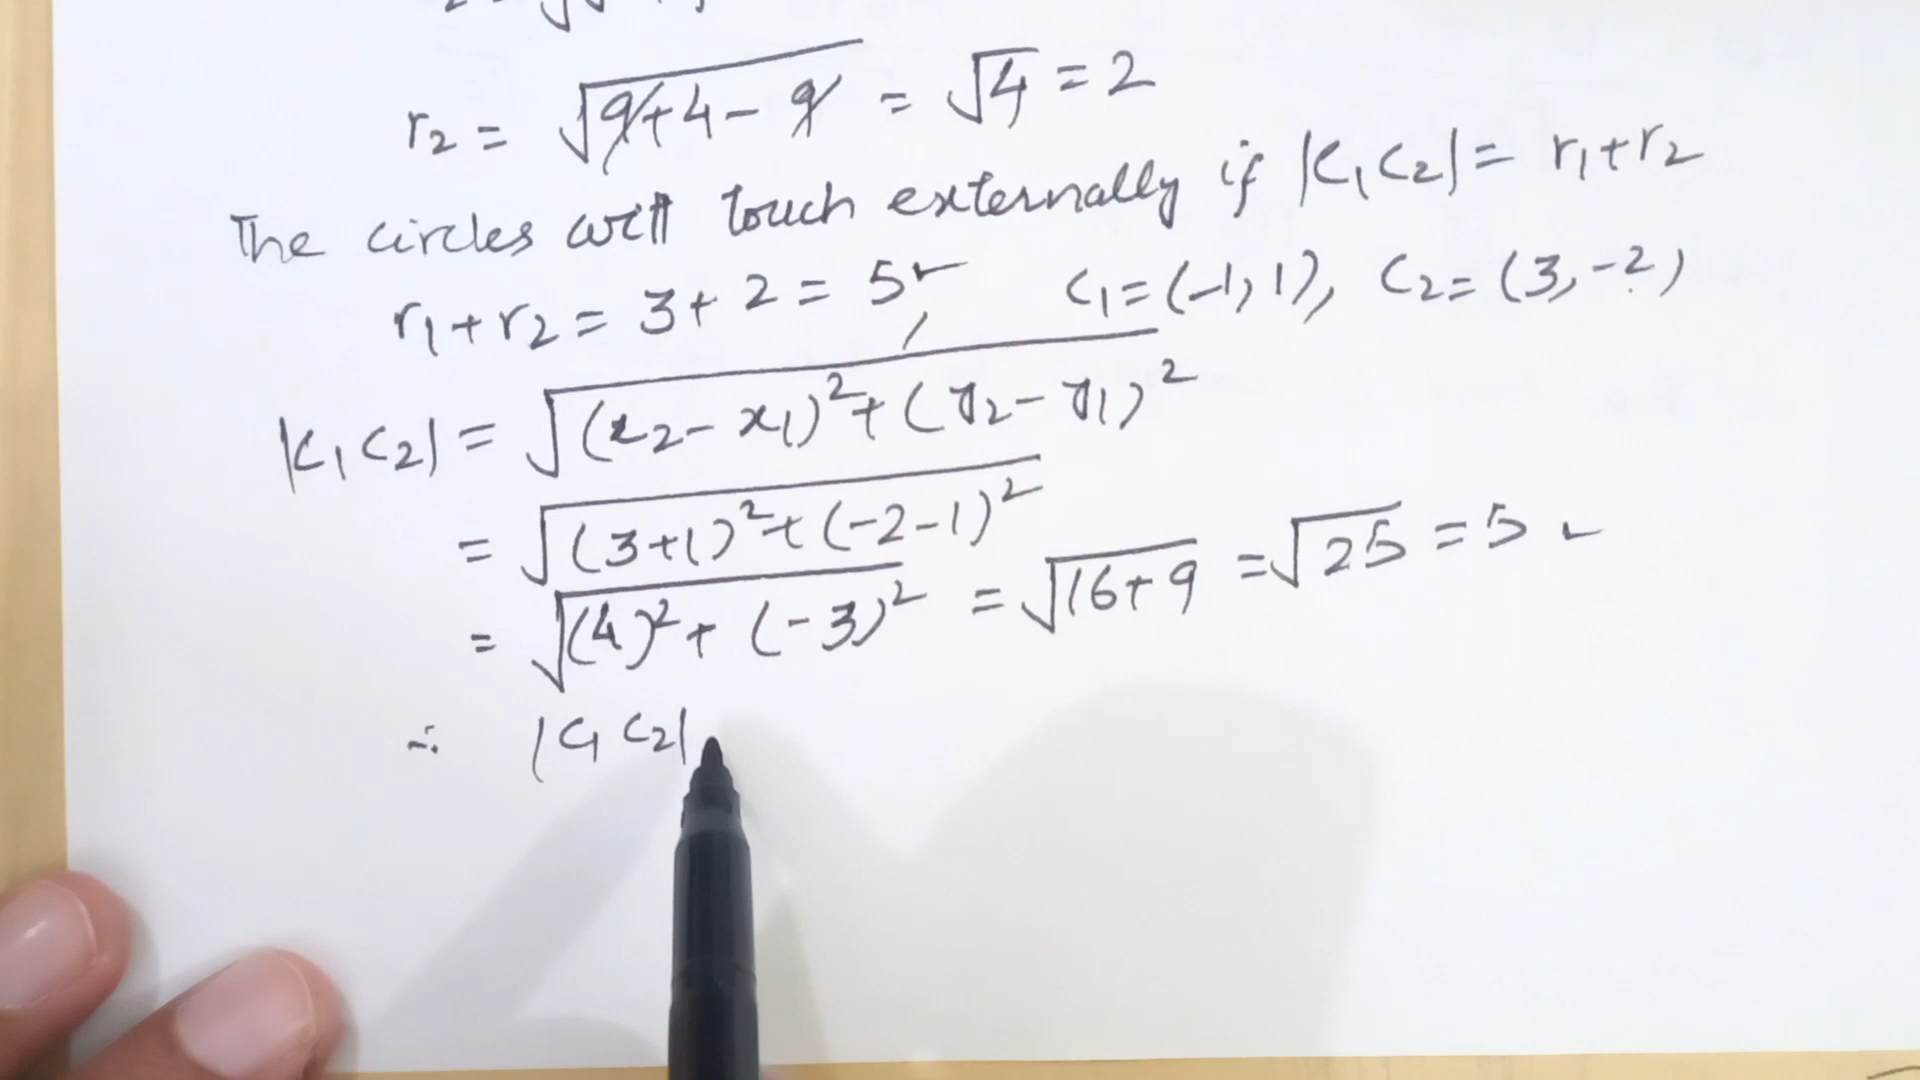 r₂ = √(9+4-9) = √4 = 2
The circles will touch externally if |C₁C₂| = r₁+r₂
r₁+r₂ = 3+2 = 5 C₁=(-1,1), C₂=(3,-2)
|C₁C₂| = √((x₂-x₁)²+(y₂-y₁)²)
= √((3+1)²+(-2-1)²)
= √((4)²+(-3)²) = √(16+9) = √25 = 5
∴ |C₁C₂|